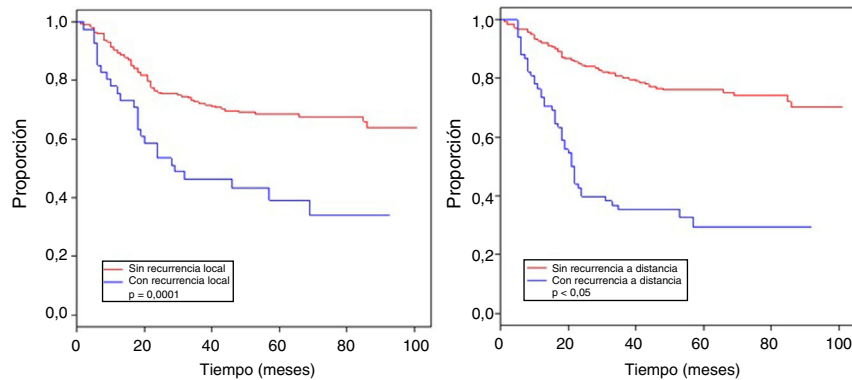 Proporción
1,0
0,8
0,6
0,4
0,2
0,0
Sin recurrencia local
Con recurrencia local
p = 0,0001
0 20 40 60 80 100
Tiempo (meses)
Proporción
1,0
0,8
0,6
0,4
0,2
0,0
Sin recurrencia a distancia
Con recurrencia a distancia
p < 0,05
0 20 40 60 80 100
Tiempo (meses)